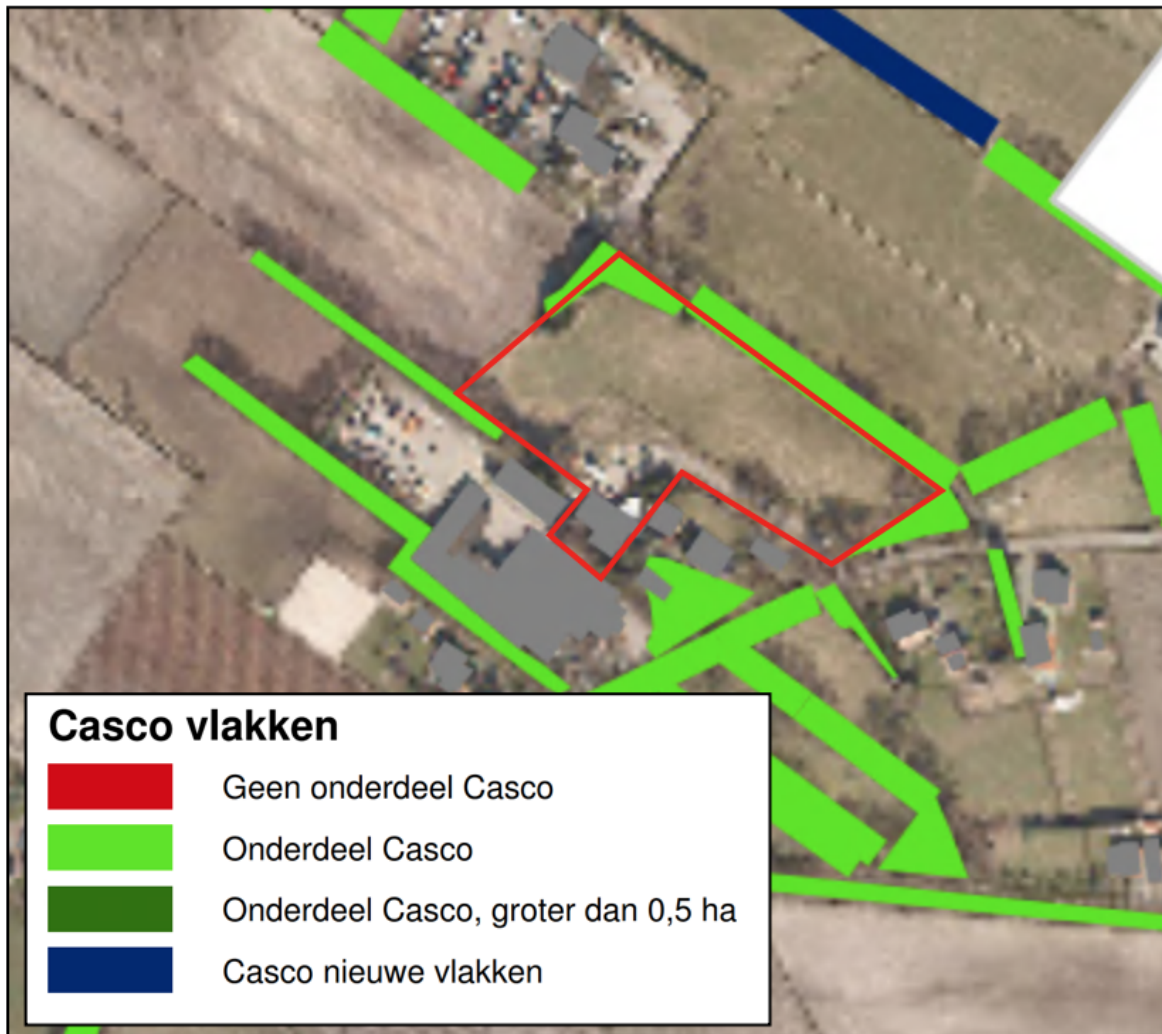 Casco vlakken
Geen onderdeel Casco
Onderdeel Casco
Onderdeel Casco, groter dan 0,5 ha
Casco nieuwe vlakken